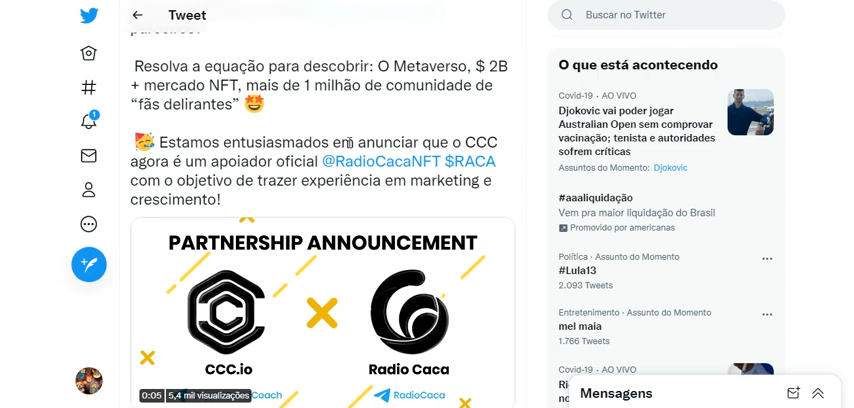 Tweet
Resolva a equação para descobrir: O Metaverso, $ 2B
+ mercado NFT, mais de 1 milhão de comunidade de
“fãs delirantes” 🤩
🥳 Estamos entusiasmados em anunciar que o CCC
agora é um apoiador oficial @RadioCacaNFT $RACA
com o objetivo de trazer experiência em marketing e
crescimento!
PARTNERSHIP ANNOUNCEMENT
CCC.io
Radio Caca
0:05 5,4 mil visualizações
Coach
RadioCaca
1
Buscar no Twitter
O que está acontecendo
Covid-19 · AO VIVO
Djokovic vai poder jogar
Australian Open sem comprovar
vacinação; tenista e autoridades
sofrem críticas
Assuntos do Momento: Djokovic
#aaaliquidação
Vem pra maior liquidação do Brasil
Promovido por americanas
Política · Assunto do Momento
#Lula13
2.093 Tweets
Entretenimento · Assunto do Momento
mel maia
1.766 Tweets
Covid-19 · AO VIVO
Mensagens